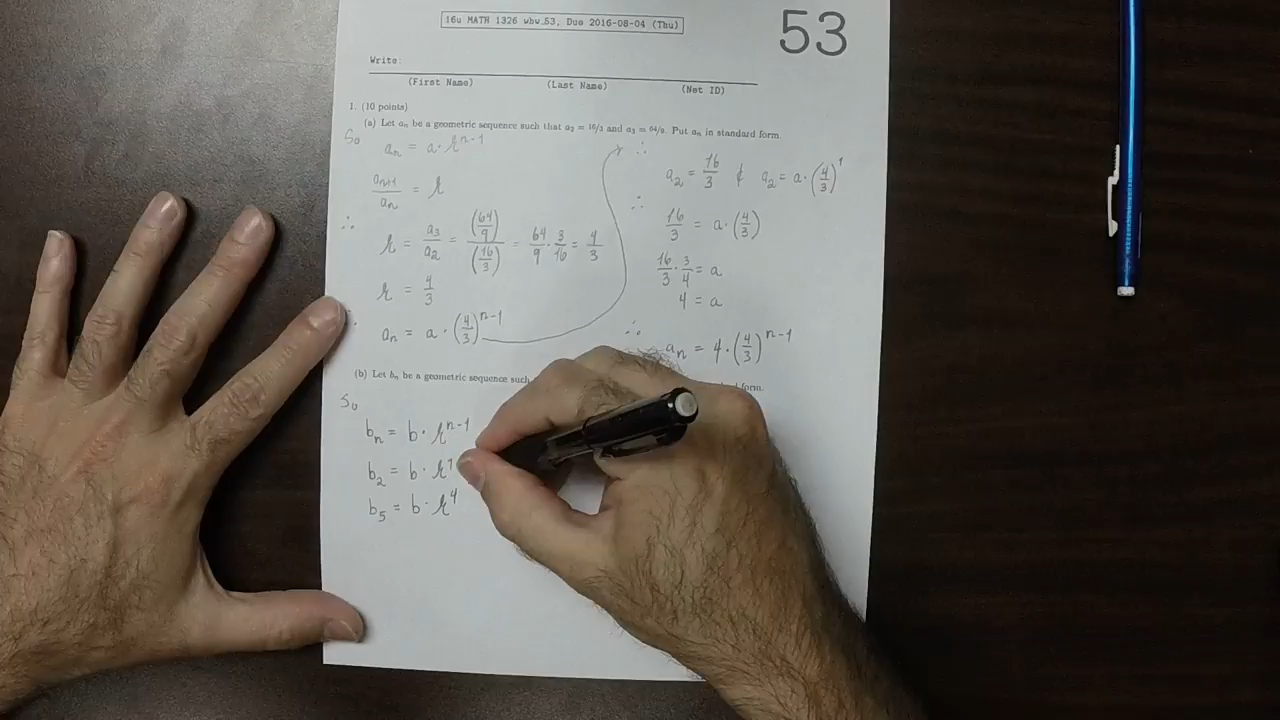 16u MATH 1326 wbw_53, Due 2016-08-04 (Thu)
53
Write:
(First Name) (Last Name) (Net ID)
1. (10 points)
(a) Let aₙ be a geometric sequence such that a₂ = 16/3 and a₃ = 64/9. Put aₙ in standard form.
So
aₙ = a · r^(n-1)
aₙ₊₁/aₙ = r
∴
r = a₃/a₂ = (64/9)/(16/3) = 64/9 · 3/16 = 4/3
r = 4/3
aₙ = a · (4/3)^(n-1)
∴
a₂ = 16/3 & a₂ = a · (4/3)^1
∴
16/3 = a · (4/3)
16/3 · 3/4 = a
4 = a
∴
aₙ = 4 · (4/3)^(n-1)
(b) Let bₙ be a geometric sequence such form.
So
bₙ = b · r^(n-1)
b₂ = b · r^1
b₅ = b · r^4